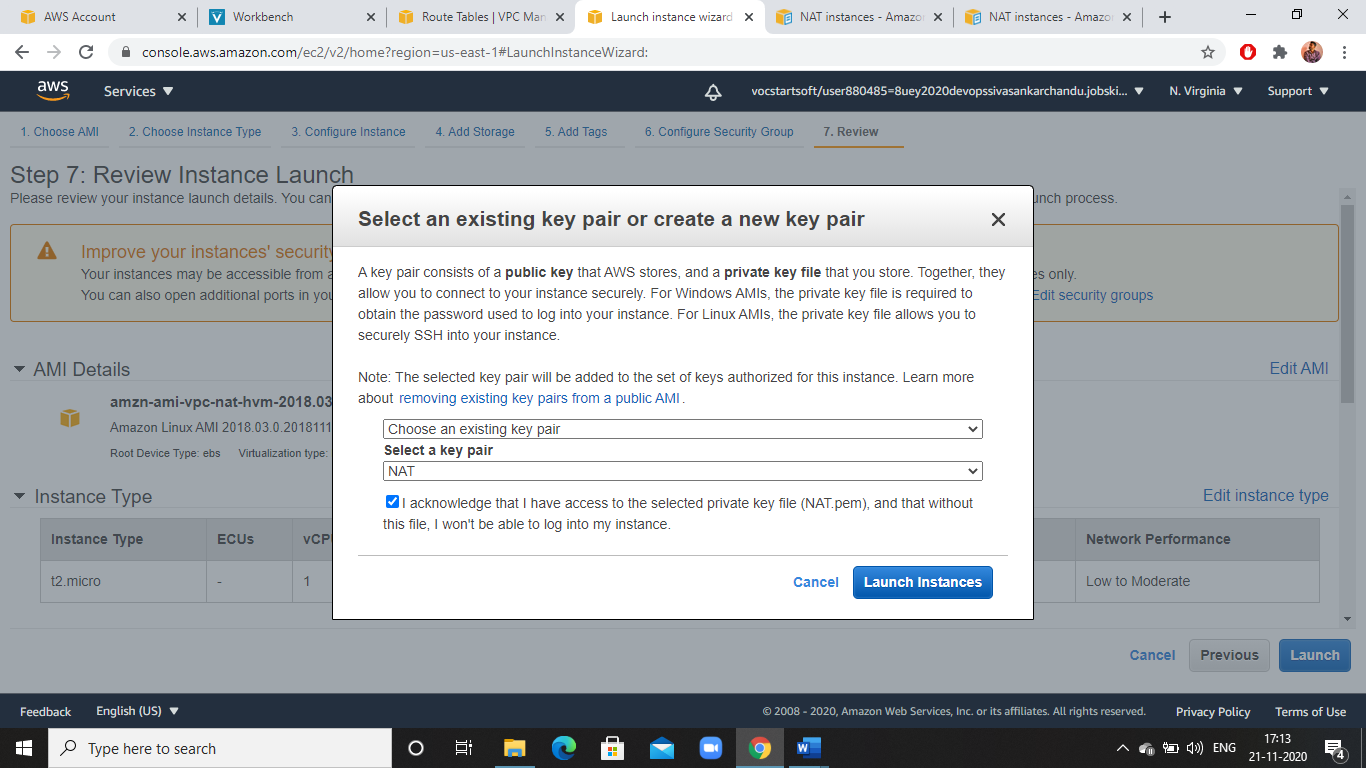 AWS Account
Workbench
Route Tables | VPC Man
Launch instance wizard
NAT instances - Amazo
NAT instances - Amazo
console.aws.amazon.com/ec2/v2/home?region=us-east-1#LaunchInstanceWizard:
aws
Services
vocstartsoft/user880485=8uey2020devopssivasankarchandu.jobski...
N. Virginia
Support
1. Choose AMI
2. Choose Instance Type
3. Configure Instance
4. Add Storage
5. Add Tags
6. Configure Security Group
7. Review
Step 7: Review Instance Launch
Please review your instance launch details. You can
unch process.
Improve your instances' security
Your instances may be accessible from a
es only.
You can also open additional ports in you
Edit security groups
AMI Details
Edit AMI
amzn-ami-vpc-nat-hvm-2018.03
Amazon Linux AMI 2018.03.0.2018111
Root Device Type: ebs
Virtualization type:
Instance Type
Edit instance type
Instance Type
ECUs
vCP
Network Performance
t2.micro
-
1
Low to Moderate
Select an existing key pair or create a new key pair
A key pair consists of a public key that AWS stores, and a private key file that you store. Together, they
allow you to connect to your instance securely. For Windows AMIs, the private key file is required to
obtain the password used to log into your instance. For Linux AMIs, the private key file allows you to
securely SSH into your instance.
Note: The selected key pair will be added to the set of keys authorized for this instance. Learn more
about removing existing key pairs from a public AMI .
Choose an existing key pair
Select a key pair
NAT
I acknowledge that I have access to the selected private key file (NAT.pem), and that without
this file, I won't be able to log into my instance.
Cancel
Launch Instances
Cancel
Previous
Launch
Feedback
English (US)
© 2008 - 2020, Amazon Web Services, Inc. or its affiliates. All rights reserved.
Privacy Policy
Terms of Use
Type here to search
W
ENG
17:13
21-11-2020
4